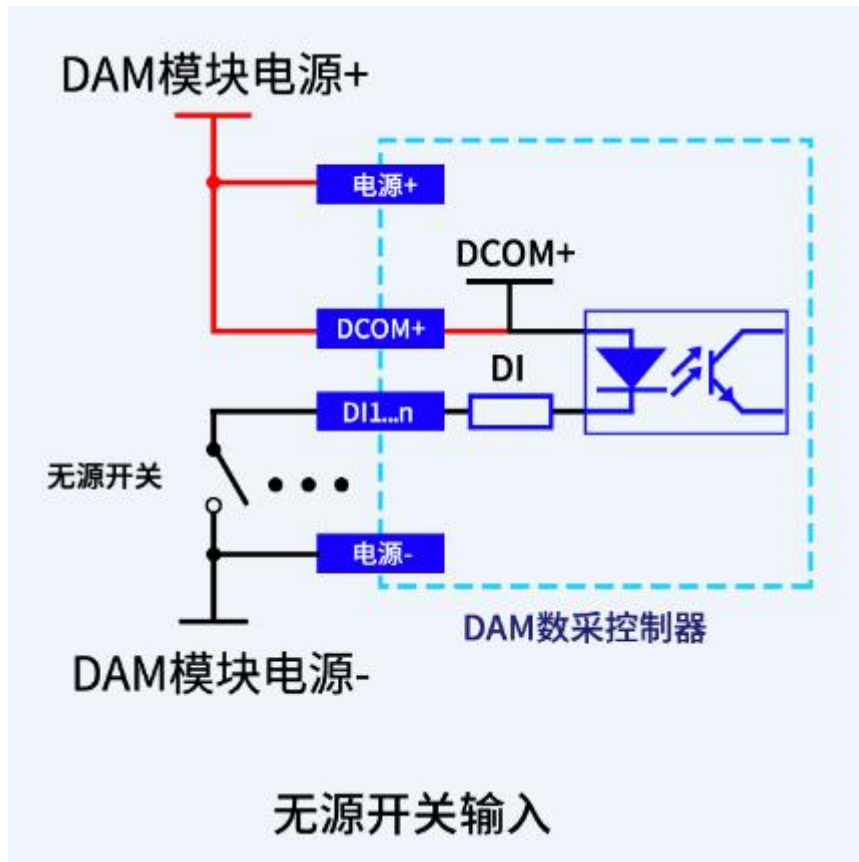 DAM模块电源+
电源+
DCOM+
DCOM+
DI
DI1...n
无源开关
电源-
DAM数采控制器
DAM模块电源-
无源开关输入